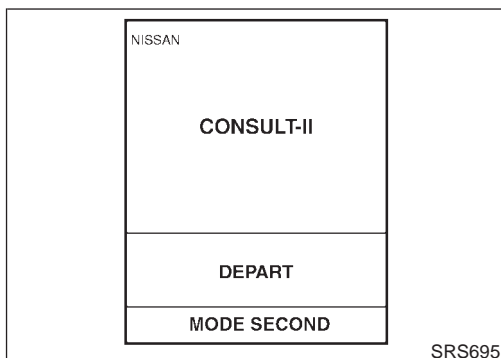 NISSAN
CONSULT-II
DEPART
MODE SECOND
SRS695